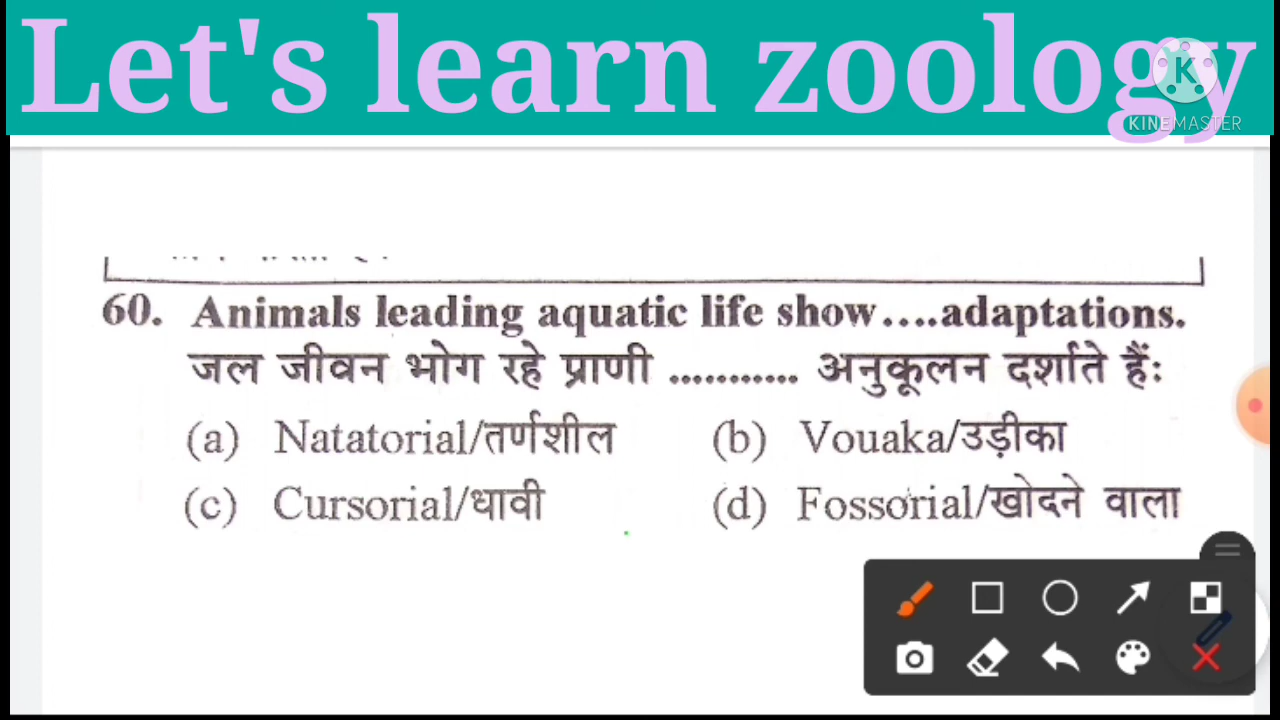 Let's learn zoology
KINEMASTER
60. Animals leading aquatic life show....adaptations.
जल जीवन भोग रहे प्राणी ........... अनुकूलन दर्शाते हैं:
(a) Natatorial/तर्णशील (b) Vouaka/उड़ीका
(c) Cursorial/धावी (d) Fossorial/खोदने वाला